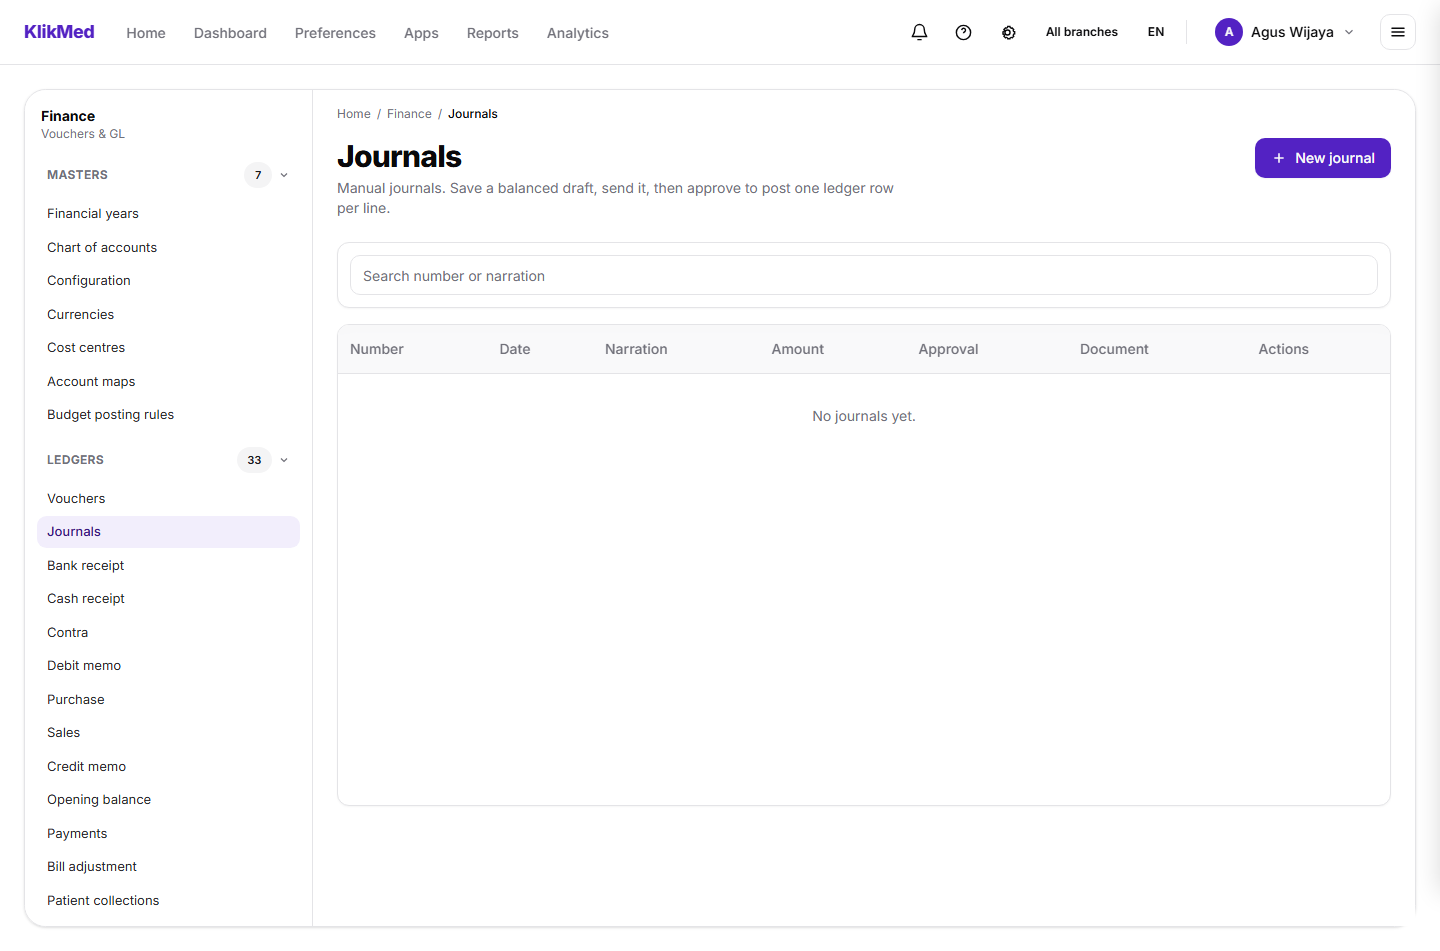 KlikMed
Home
Dashboard
Preferences
Apps
Reports
Analytics
All branches
EN
A
Agus Wijaya
Finance
Vouchers & GL
MASTERS
7
Financial years
Chart of accounts
Configuration
Currencies
Cost centres
Account maps
Budget posting rules
LEDGERS
33
Vouchers
Journals
Bank receipt
Cash receipt
Contra
Debit memo
Purchase
Sales
Credit memo
Opening balance
Payments
Bill adjustment
Patient collections
Home / Finance / Journals
Journals
Manual journals. Save a balanced draft, send it, then approve to post one ledger row
per line.
+ New journal
Search number or narration
Number
Date
Narration
Amount
Approval
Document
Actions
No journals yet.